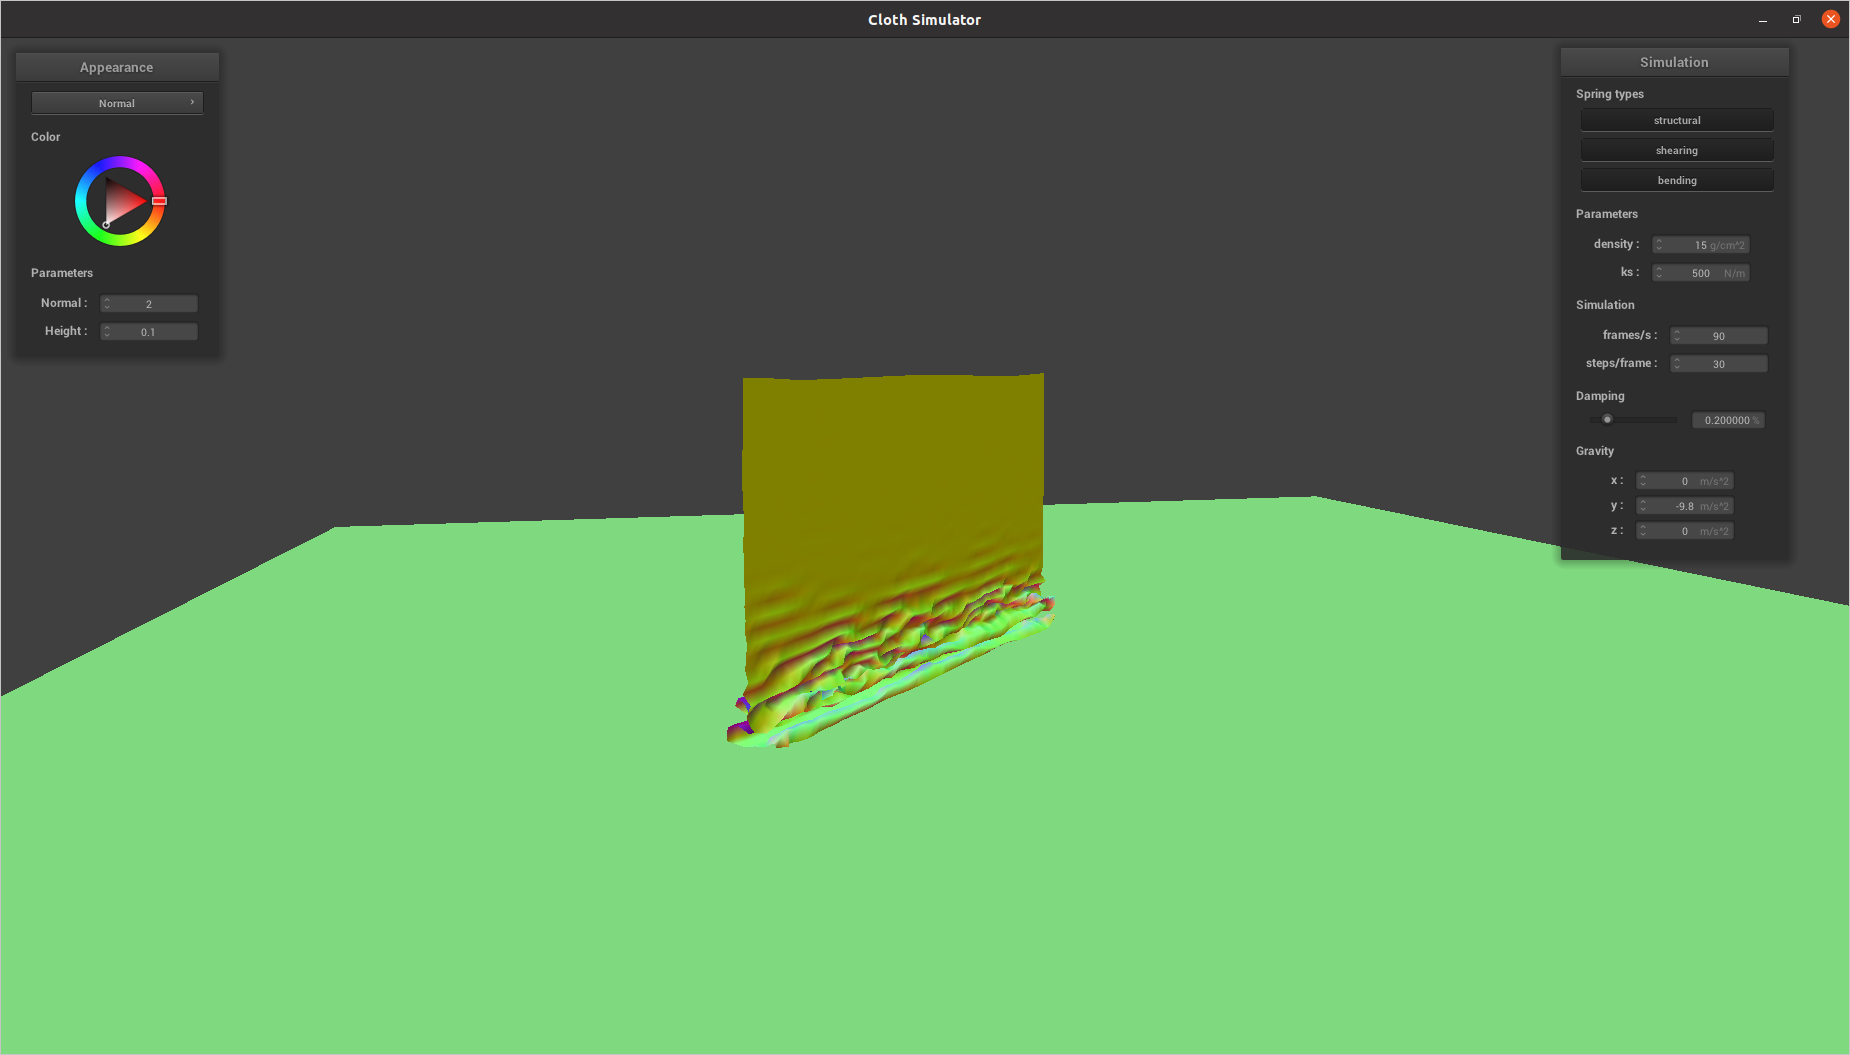 Cloth Simulator
Appearance
Normal
Color
Parameters
Normal : 2
Height : 0.1
Simulation
Spring types
structural
shearing
bending
Parameters
density : 15 g/cm^2
ks : 500 N/m
Simulation
frames/s : 90
steps/frame : 30
Damping
0.200000 %
Gravity
x : 0 m/s^2
y : -9.8 m/s^2
z : 0 m/s^2